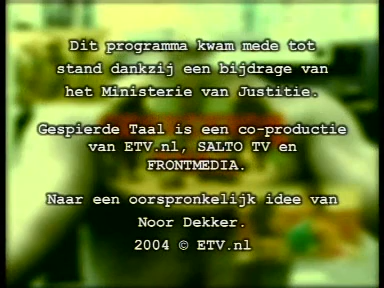 Dit programma kwam mede tot
stand dankzij een bijdrage van
het Ministerie van Justitie.
Gespierde Taal is een co-productie
van ETV.nl, SALTO TV en
FRONTMEDIA.
Naar een oorspronkelijk idee van
Noor Dekker.
2004 © ETV.nl